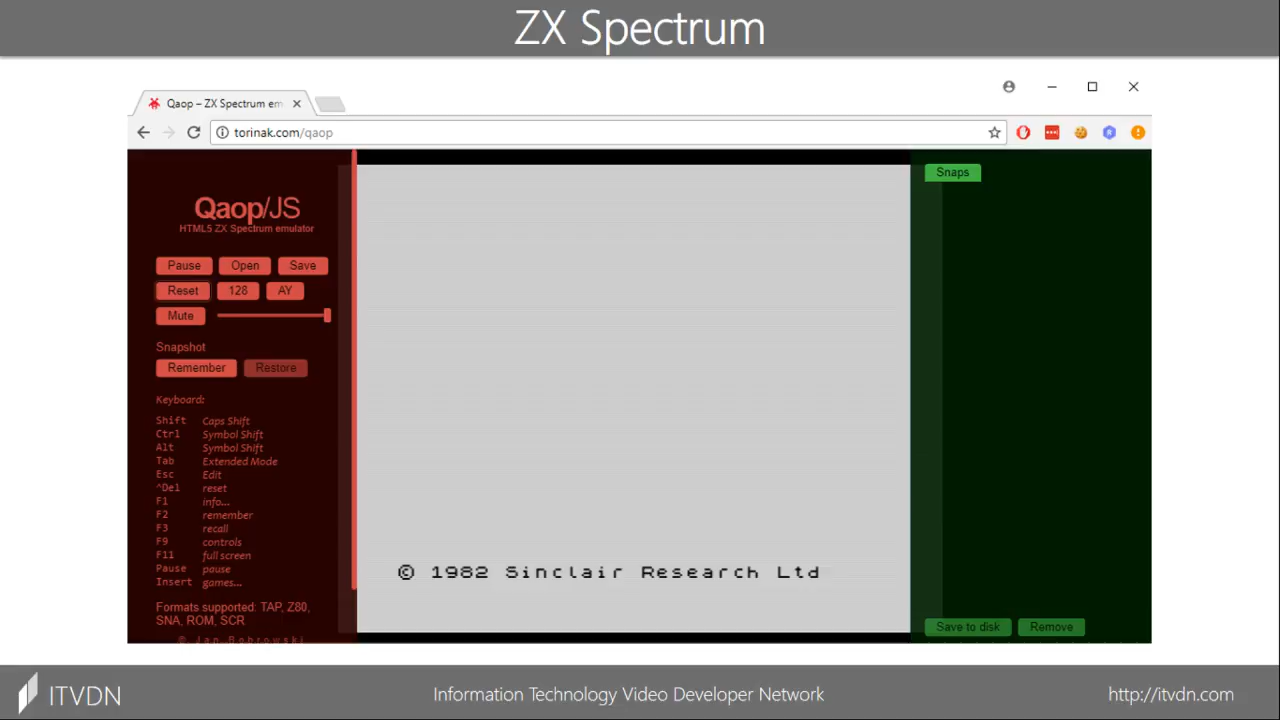 ZX Spectrum
Qaop – ZX Spectrum em
torinak.com/qaop
Qaop/JS
HTML5 ZX Spectrum emulator
Pause Open Save
Reset 128 AY
Mute
Snapshot
Remember Restore
Keyboard:
Shift Caps Shift
Ctrl Symbol Shift
Alt Symbol Shift
Tab Extended Mode
Esc Edit
^Del reset
F1 info...
F2 remember
F3 recall
F9 controls
F11 full screen
Pause pause
Insert games...
Formats supported: TAP, Z80,
SNA, ROM, SCR
© Jan Bobrowski
© 1982 Sinclair Research Ltd
Snaps
Save to disk Remove
ITVDN
Information Technology Video Developer Network
http://itvdn.com